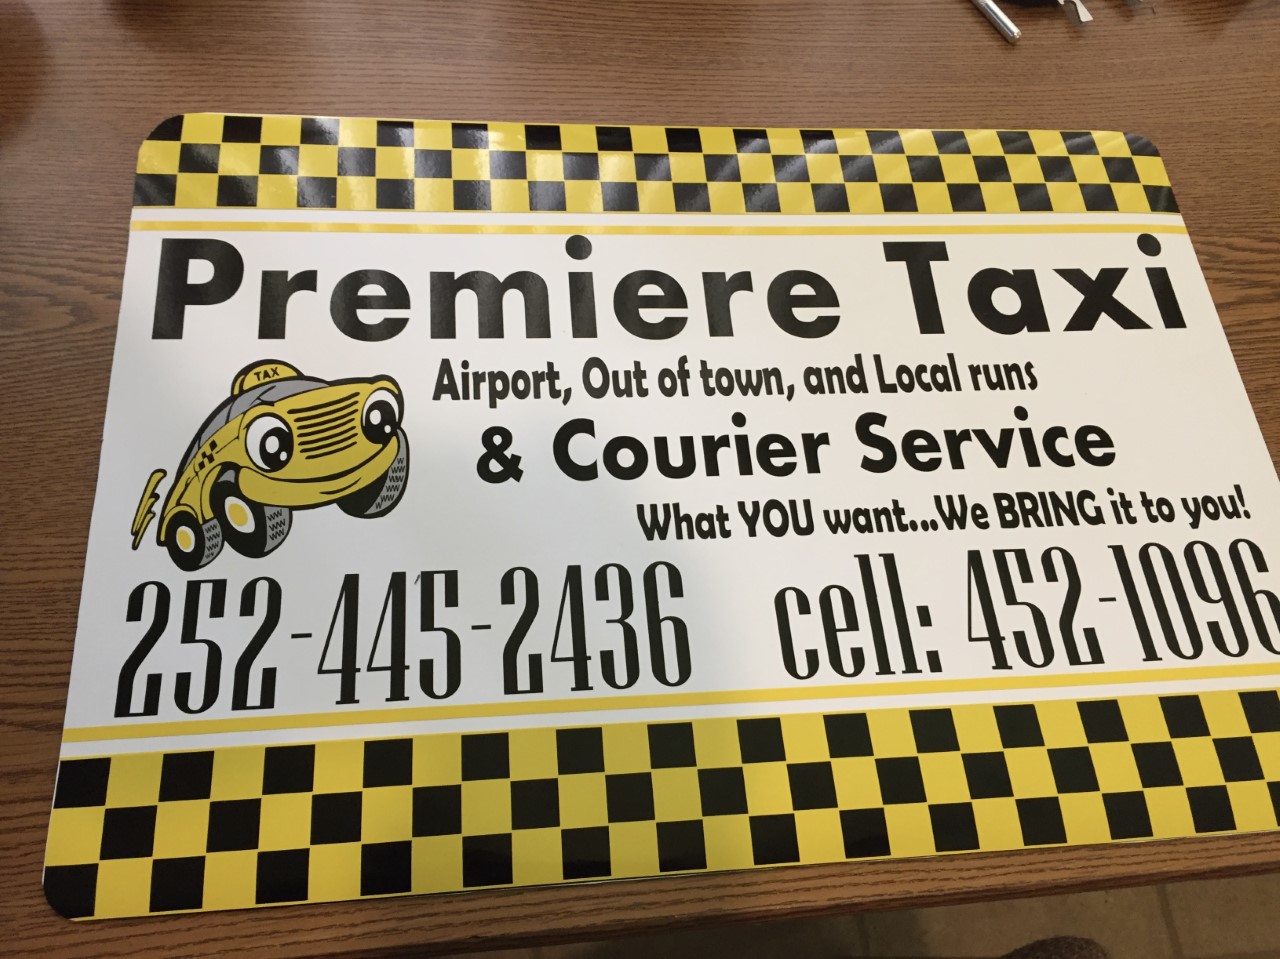 Premiere Taxi
TAX
Airport, Out of town, and Local runs
& Courier Service
What YOU want...We BRING it to you!
252-445-2436 cell: 452-1096